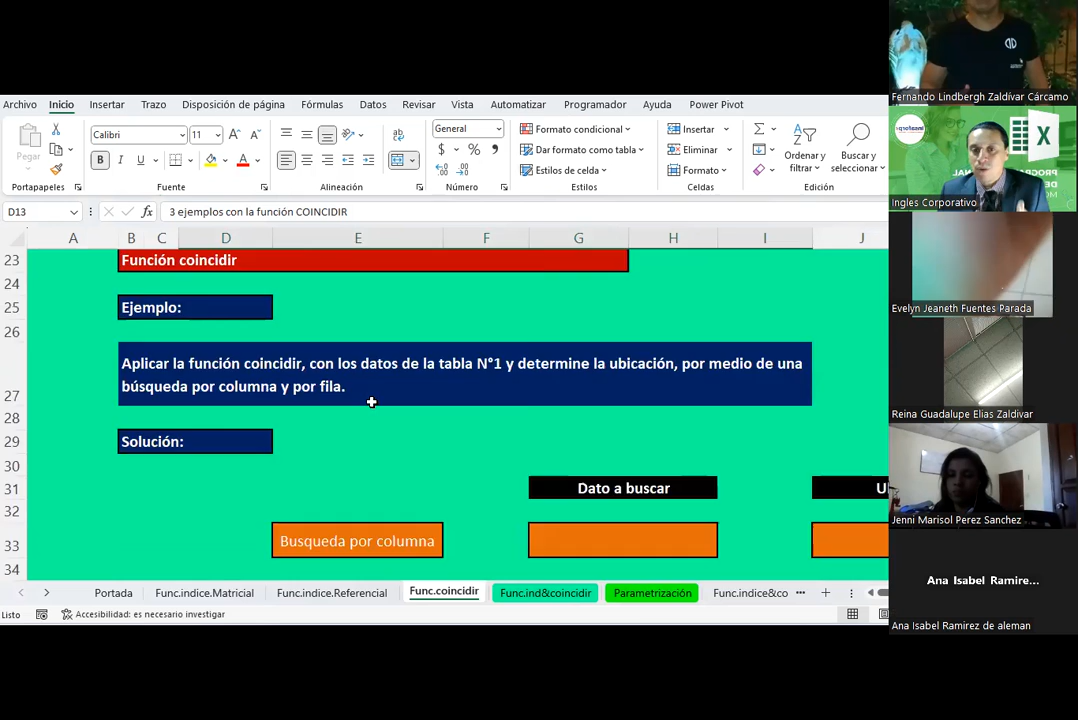 Archivo Inicio Insertar Trazo Disposición de página Fórmulas Datos Revisar Vista Automatizar Programador Ayuda Power Pivot
Pegar
Calibri 11
General
Formato condicional
Dar formato como tabla
Estilos de celda
Insertar
Eliminar
Formato
Ordenar y filtrar
Buscar y seleccionar
Portapapeles Fuente Alineación Número Estilos Celdas Edición
D13 3 ejemplos con la función COINCIDIR
A B C D E F G H I J
23 Función coincidir
24
25 Ejemplo:
26
Aplicar la función coincidir, con los datos de la tabla N°1 y determine la ubicación, por medio de una
27 búsqueda por columna y por fila.
28
29 Solución:
30
31 Dato a buscar U
32
33 Busqueda por columna
34
Portada Func.indice.Matricial Func.indice.Referencial Func.coincidir Func.ind&coincidir Parametrización Func.indice&co
Listo Accesibilidad: es necesario investigar
Fernando Lindbergh Zaldívar Cárcamo
Ingles Corporativo
Evelyn Jeaneth Fuentes Parada
Reina Guadalupe Elias Zaldivar
Jenni Marisol Perez Sanchez
Ana Isabel Ramire...
Ana Isabel Ramirez de aleman